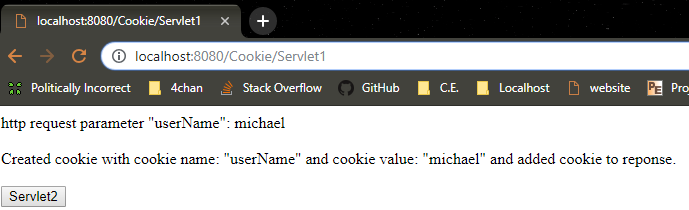 localhost:8080/Cookie/Servlet1
localhost:8080/Cookie/Servlet1
Politically Incorrect 4chan Stack Overflow GitHub C.E. Localhost website Proj
http request parameter "userName": michael
Created cookie with cookie name: "userName" and cookie value: "michael" and added cookie to reponse.
Servlet2